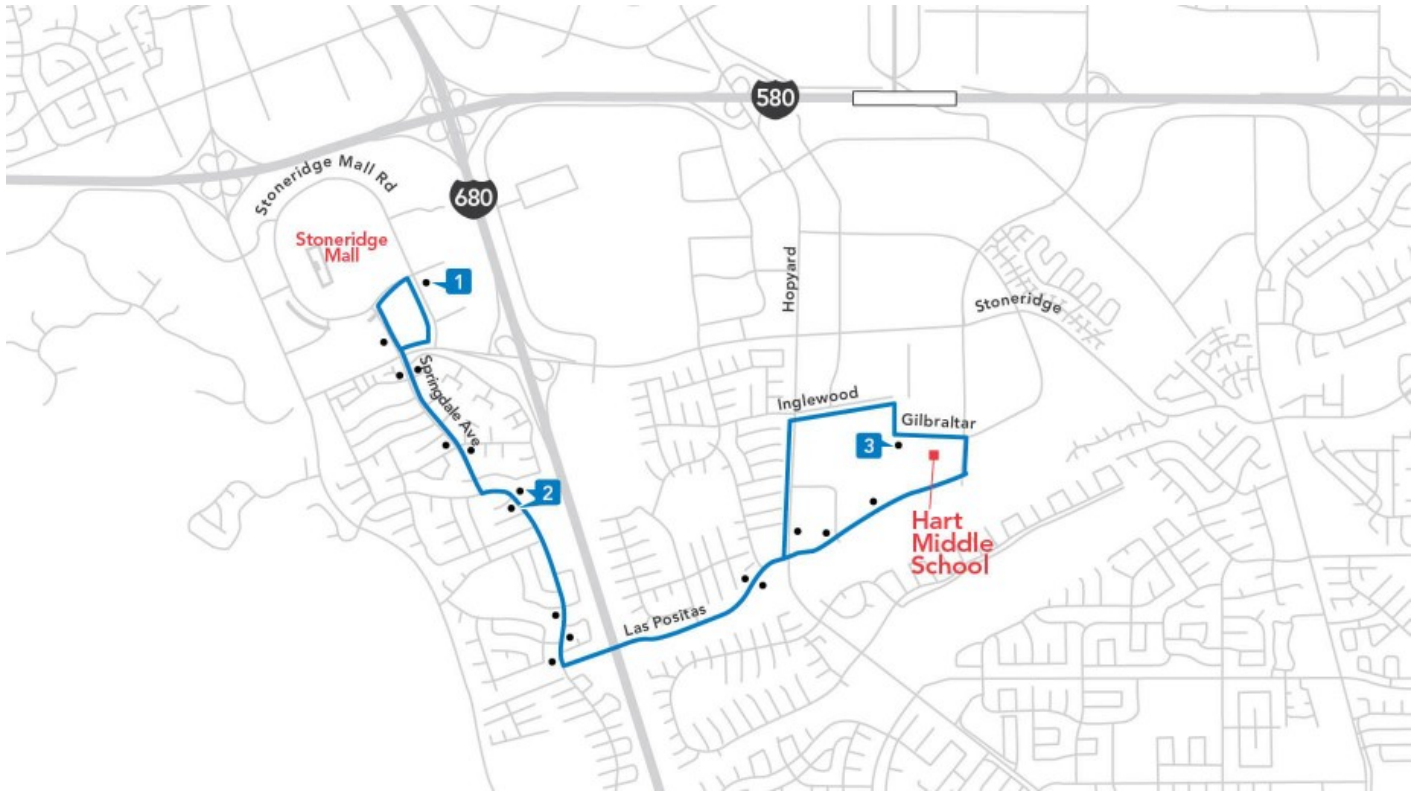 580
Stoneridge Mall Rd
680
Stoneridge
Mall
1
Hopyard
Stoneridge
Springdale Ave
Inglewood
Gilbraltar
3
2
Hart
Middle
School
Las Positas